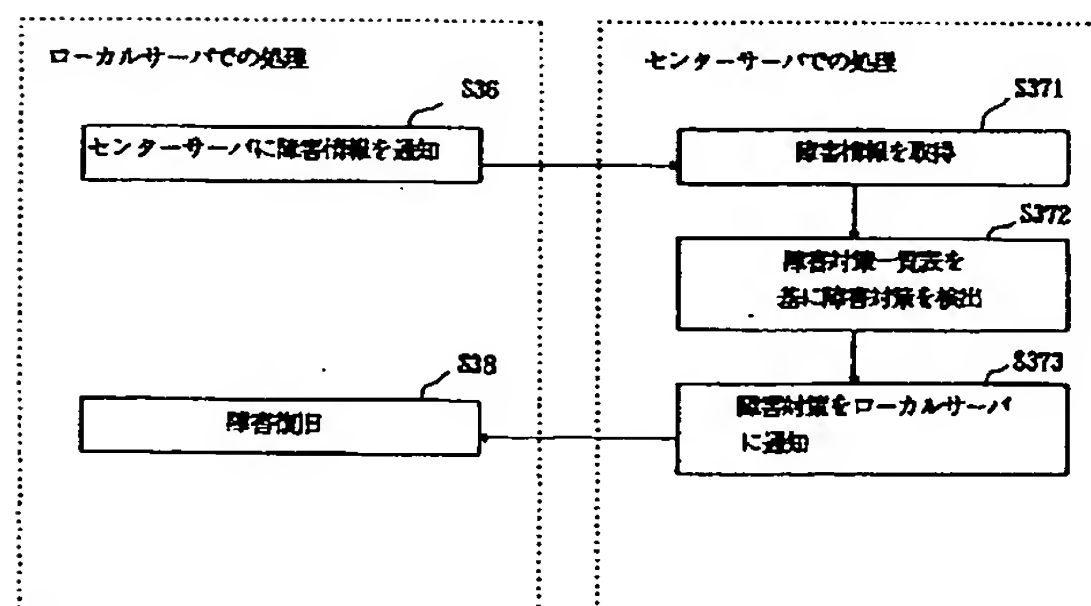 ローカルサーバでの処理
S36
センターサーバに障害情報を通知
センターサーバでの処理
S371
障害情報を取得
S372
障害対策一覧表を
基に障害対策を検出
S373
障害対策をローカルサーバ
に通知
S38
障害復旧